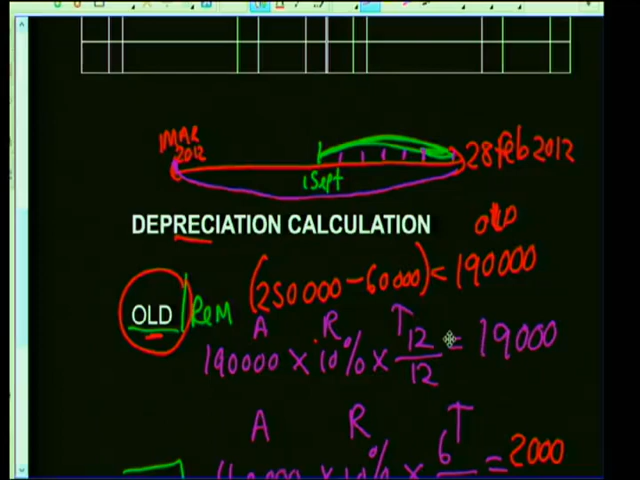 1 MAR
2012
28 Feb 2012
1 Sept
DEPRECIATION CALCULATION
OLD
OLD
Rem
(250000 - 60000) = 190000
A R T
190000 × 10% × 12/12 = 19000
A R T
× 10% × 6 = 2000